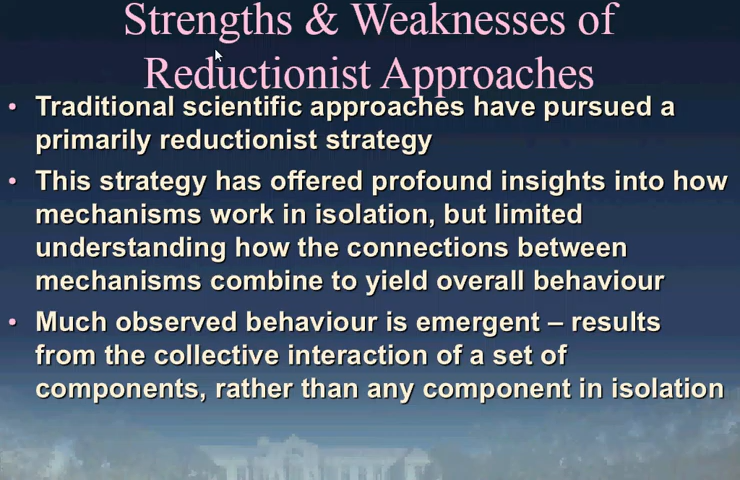 Strengths & Weaknesses of
Reductionist Approaches
• Traditional scientific approaches have pursued a
primarily reductionist strategy
• This strategy has offered profound insights into how
mechanisms work in isolation, but limited
understanding how the connections between
mechanisms combine to yield overall behaviour
• Much observed behaviour is emergent – results
from the collective interaction of a set of
components, rather than any component in isolation